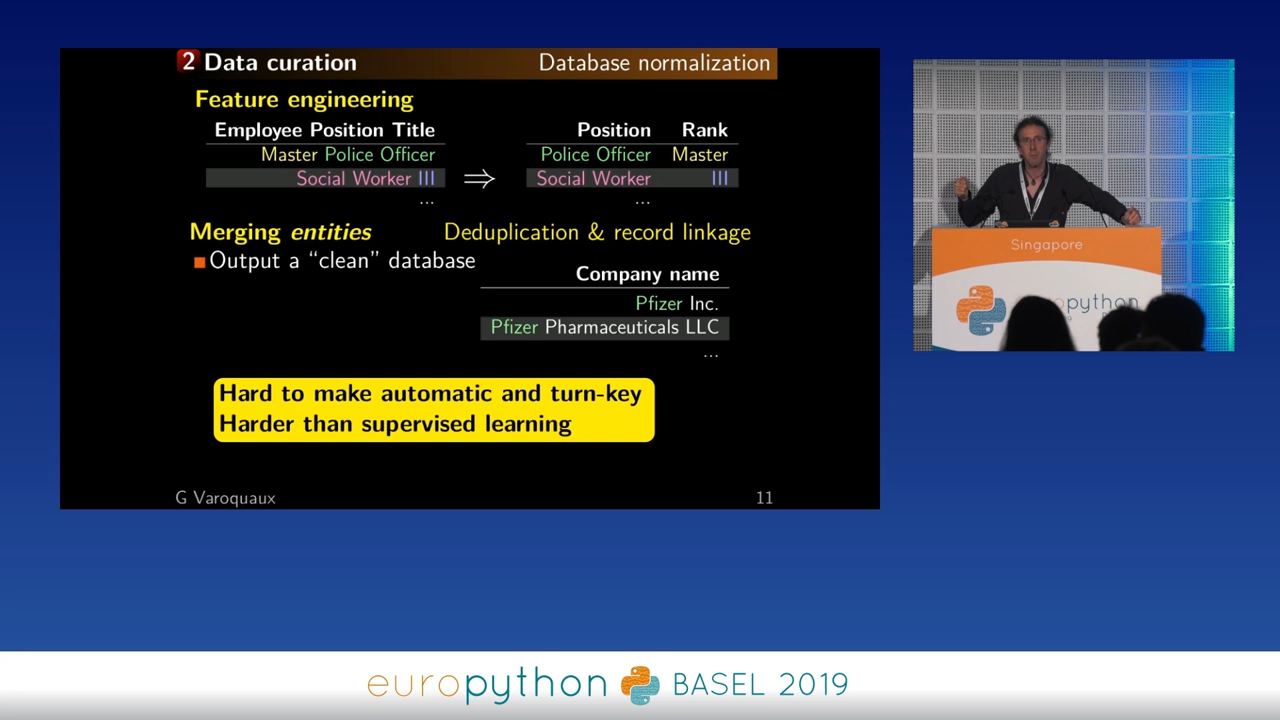 2 Data curation Database normalization
Feature engineering
Employee Position Title Position Rank
Master Police Officer Police Officer Master
Social Worker III ⇒ Social Worker III
... ...
Merging entities Deduplication & record linkage
■ Output a “clean” database
Company name
Pfizer Inc.
Pfizer Pharmaceuticals LLC
...
Hard to make automatic and turn-key
Harder than supervised learning
G Varoquaux 11
Singapore
python
europython BASEL 2019